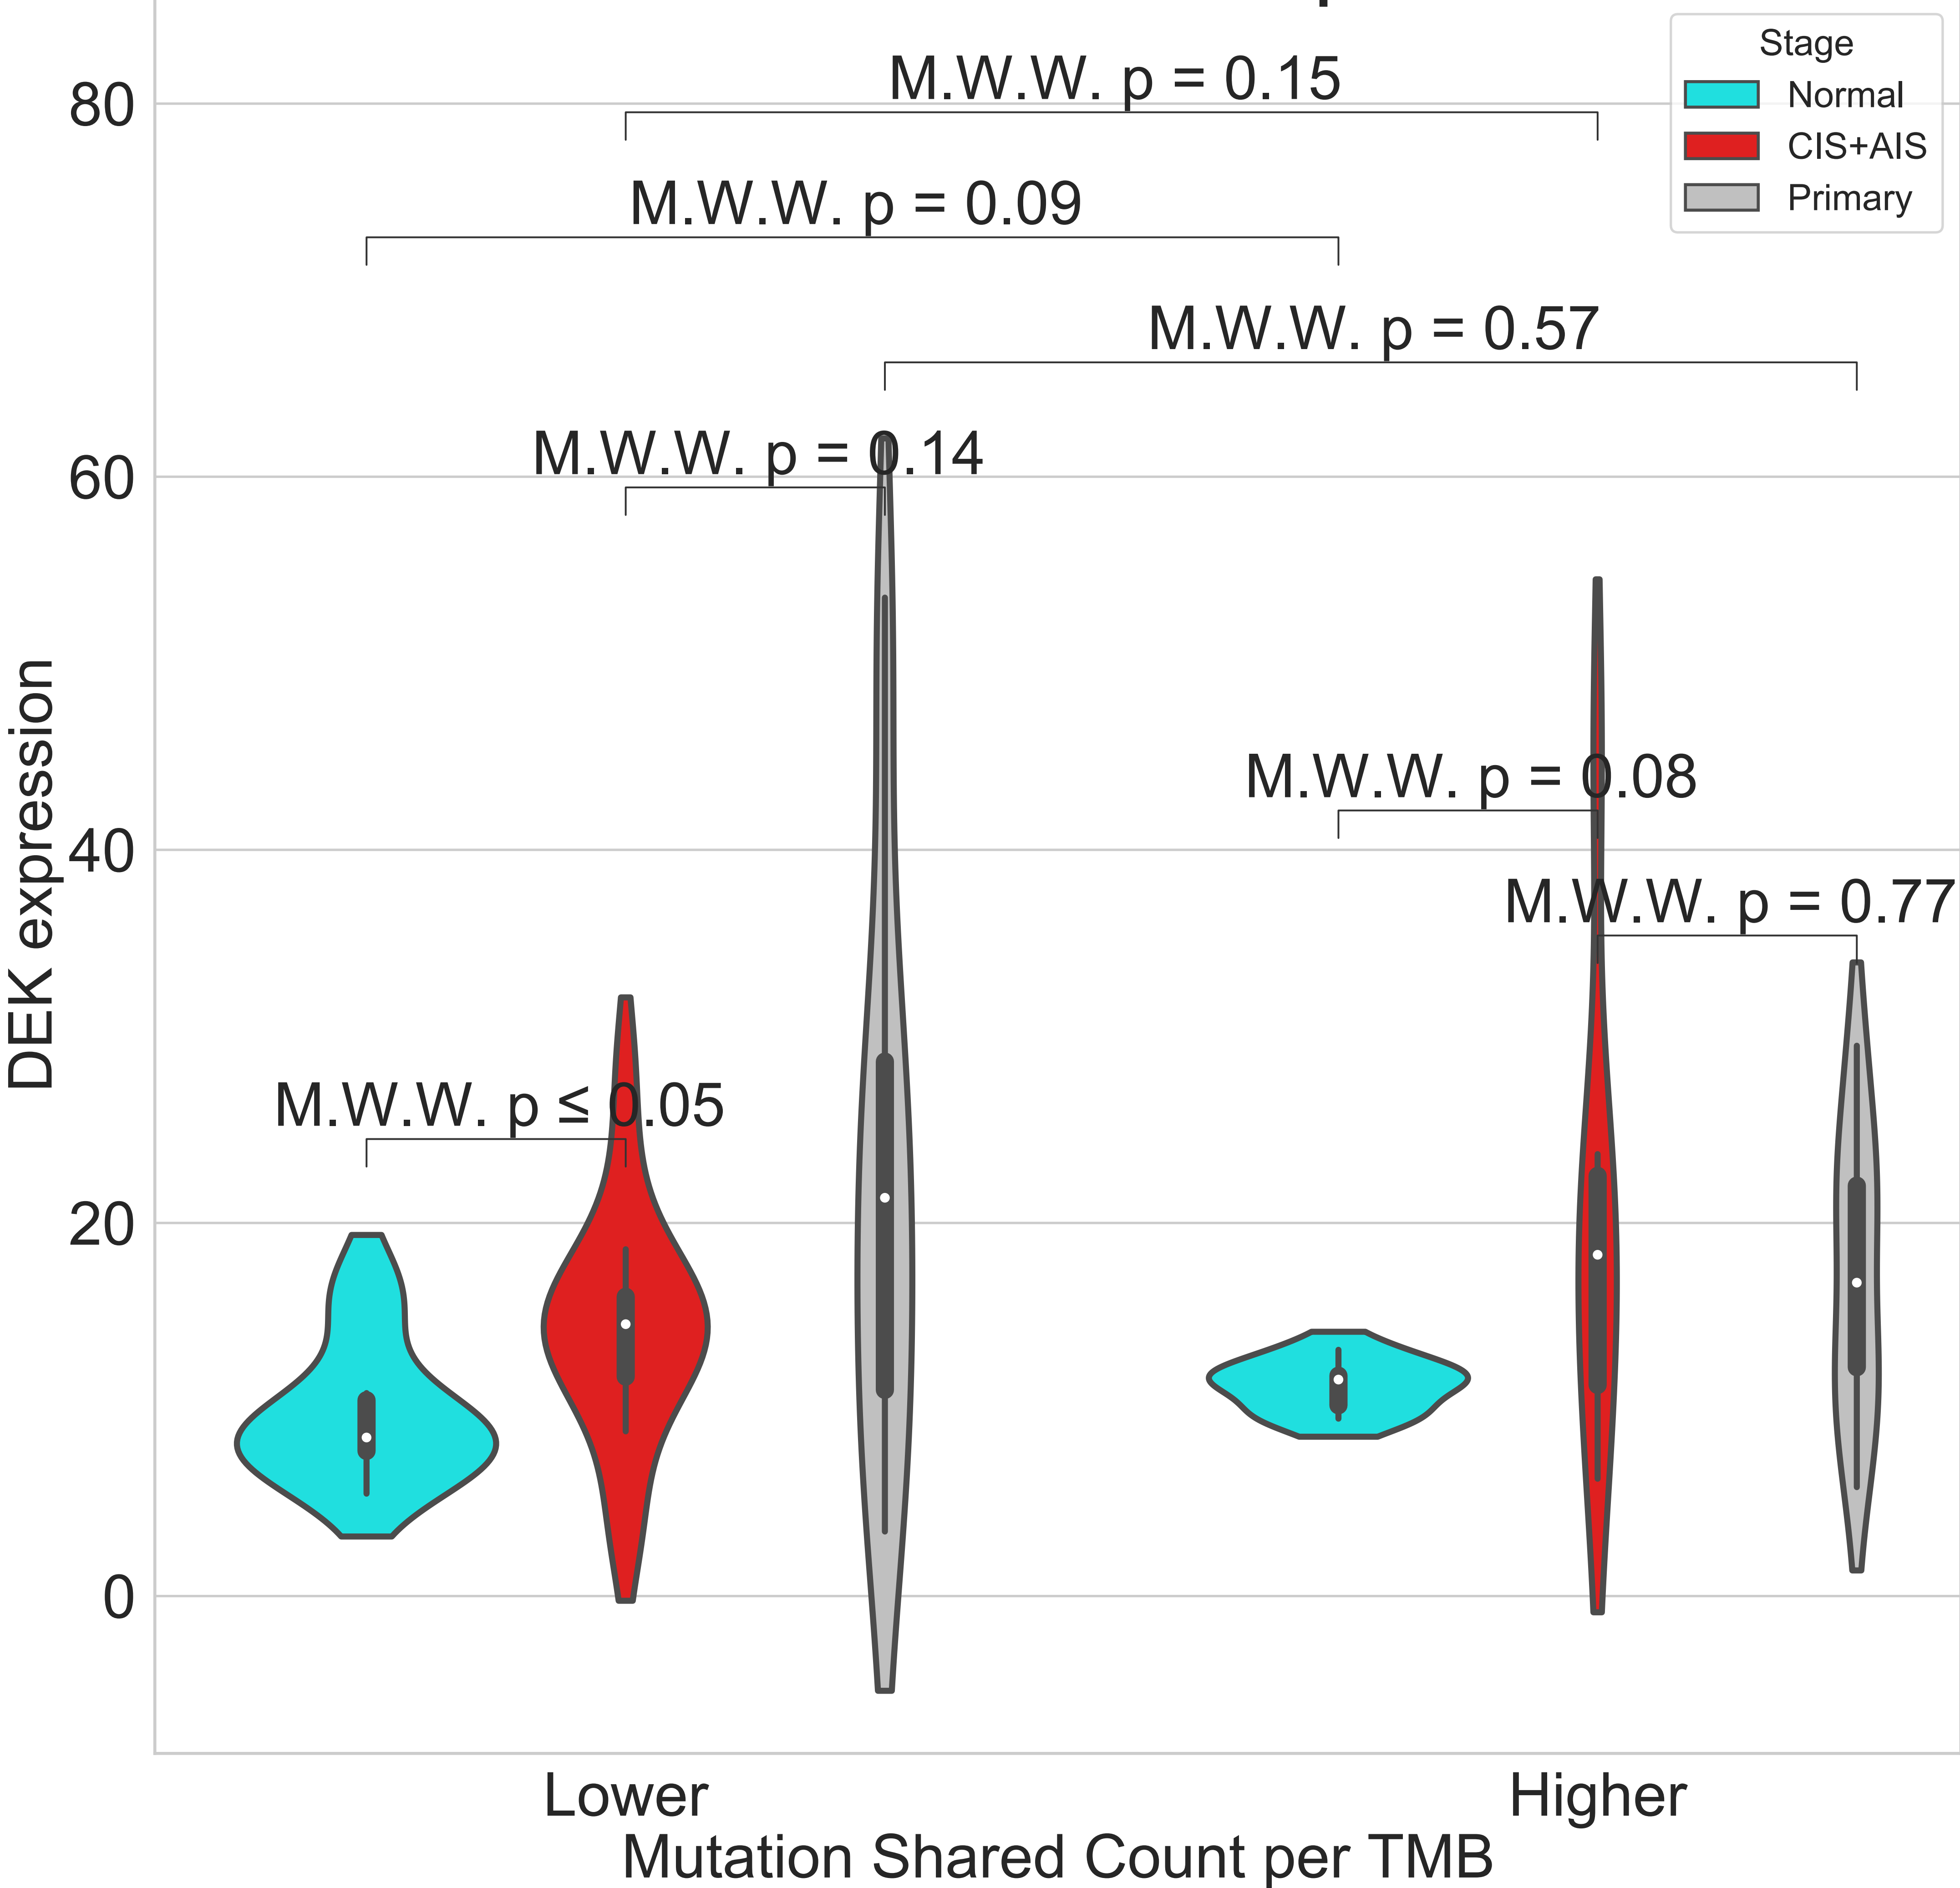 M.W.W. p = 0.15
Stage
Normal
CIS+AIS
Primary
80
M.W.W. p = 0.09
M.W.W. p = 0.57
M.W.W. p = 0.14
60
M.W.W. p = 0.08
40
M.W.W. p = 0.77
M.W.W. p ≤ 0.05
20
0
DEK expression
Lower
Higher
Mutation Shared Count per TMB